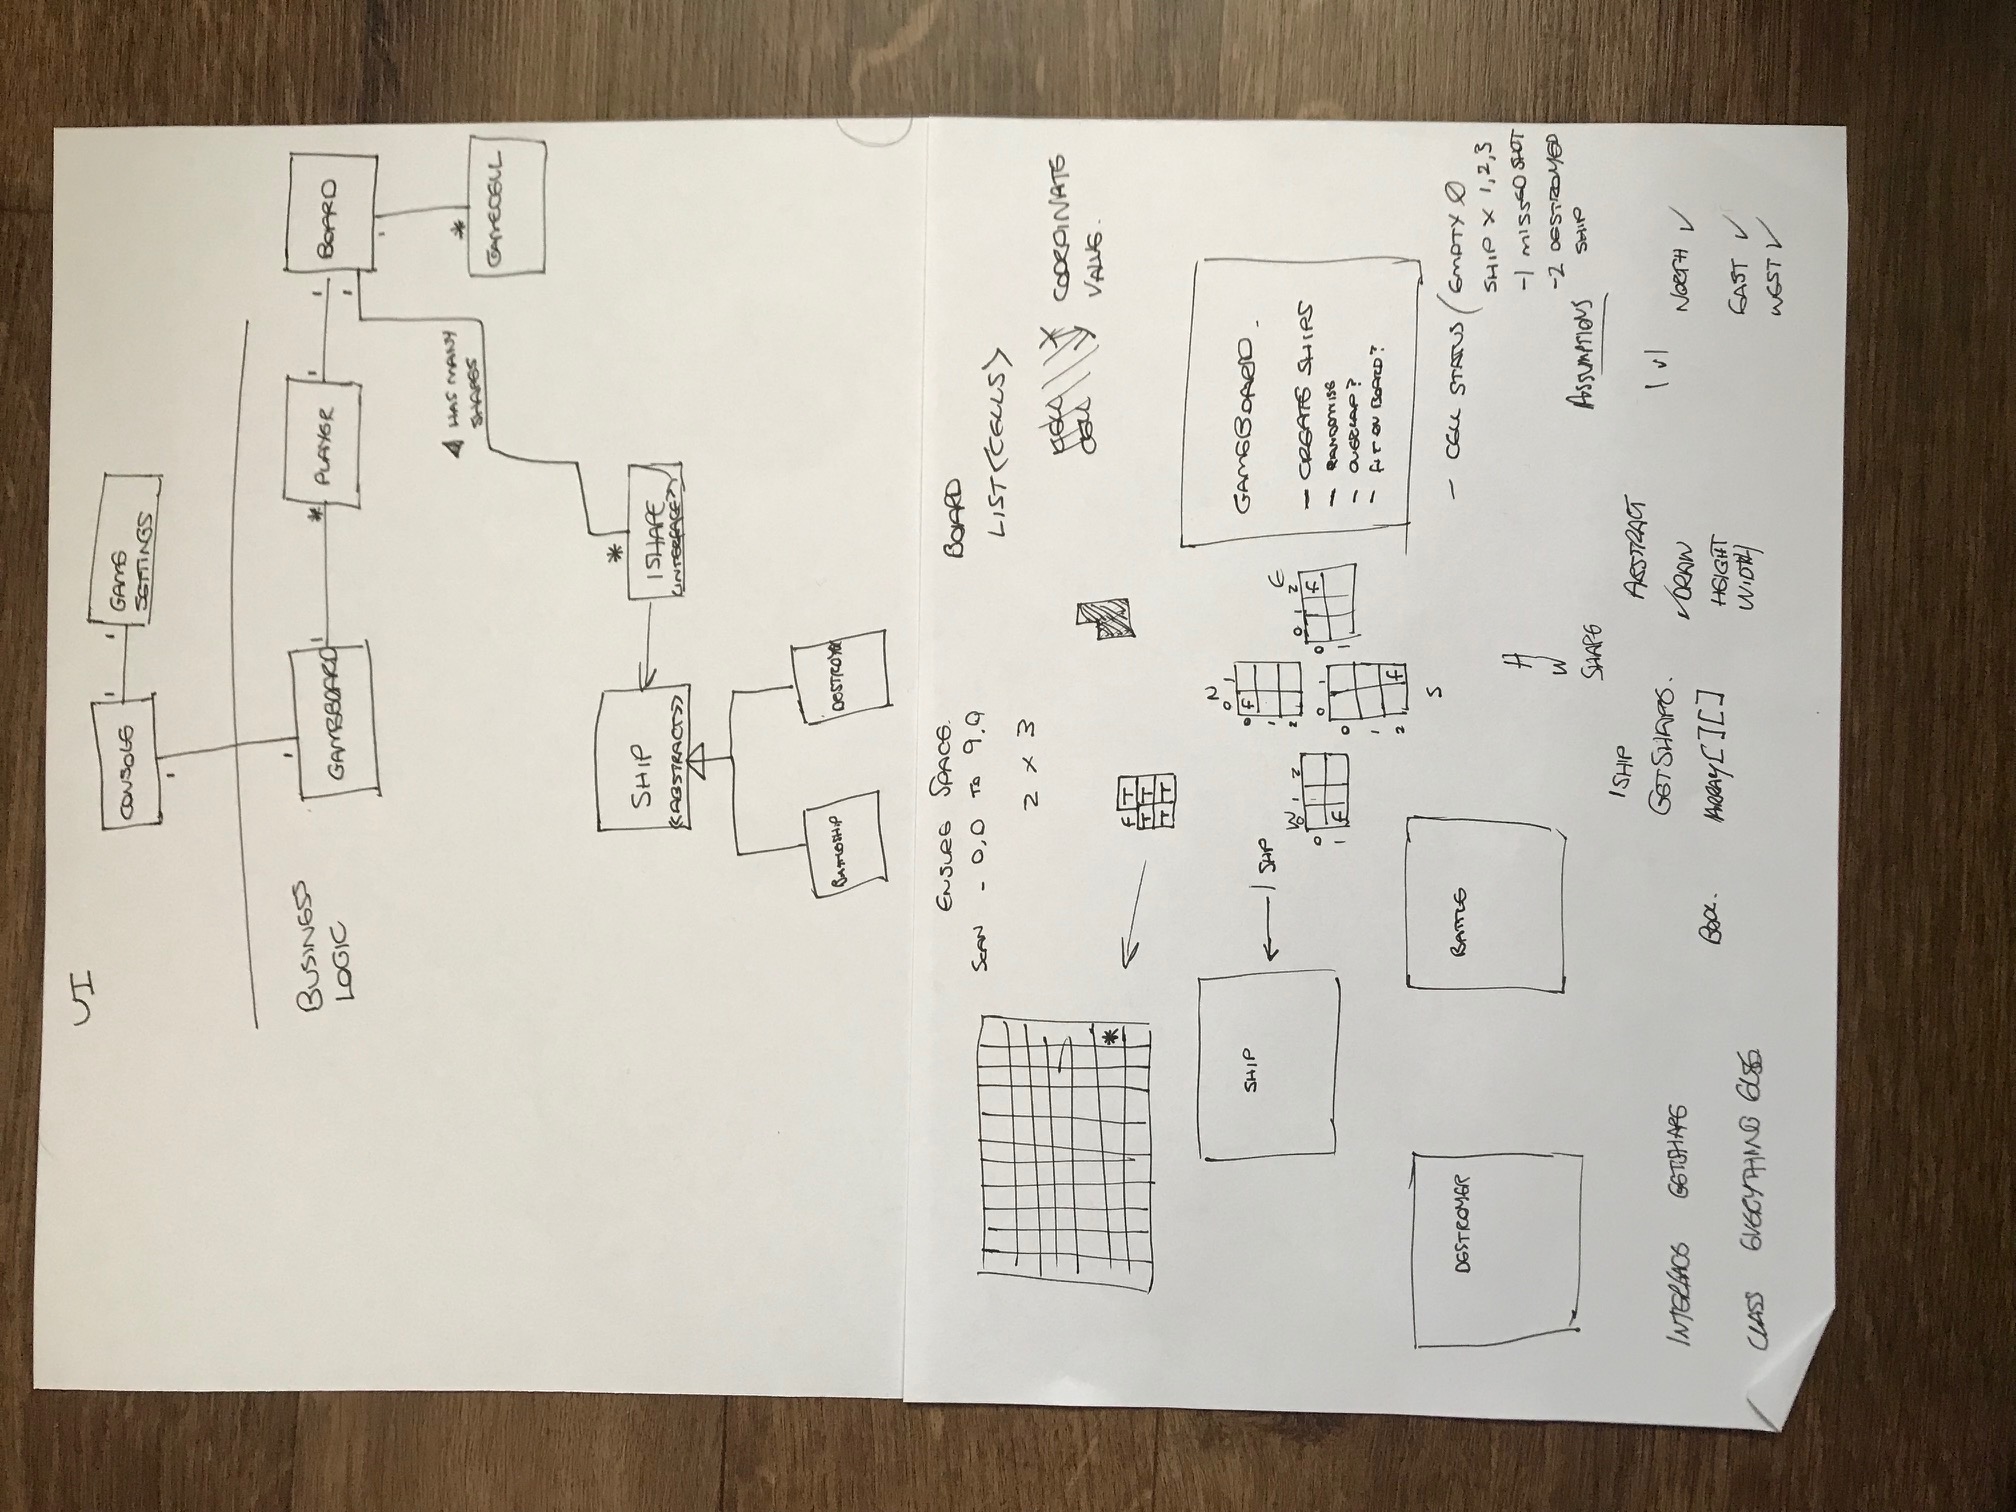 UI
CONSOLE
1
1
GAME
SETTINGS
1
BUSINESS
LOGIC
1
GAMEBOARD
1
*
PLAYER
1
1
BOARD
1
1
HAS MANY
SHAPES
*
GAMECELL
SHIP
<<ABSTRACT>>
*
ISHAPE
<INTERFACE>
BATTLESHIP
DESTROYER
ENSURE SPACE.
SCAN - 0,0 TO 9,9
2 X 3
BOARD
LIST<CELLS>
CELL
CELL
COORDINATE
VALUE.
*
F T
T T
T T
SHIP
I SHIP
N
0 1
0 F
1
2
W
0 1 2
0
1 F
E
0 1 2
0 F
1
0 1
0
1
2 F
S
GAMEBOARD.
- CREATE SHIPS
- RANDOMISE
- OVERLAP?
- FIT ON BOARD?
DESTROYER
BATTLE
- CELL STATUS (EMPTY 0
SHIP X 1,2,3
-1 MISSED SHOT
-2 DESTROYED
SHIP
H
W
SHAPE
ASSUMPTIONS
ISHIP
GETSHAPE.
BOOL. ARRAY[][]
ABSTRACT
✓DRAW
HEIGHT
WIDTH
1 v 1
NORTH ✓
EAST ✓
WEST ✓
INTERFACE GETSHAPE
CLASS EVERYTHING ELSE